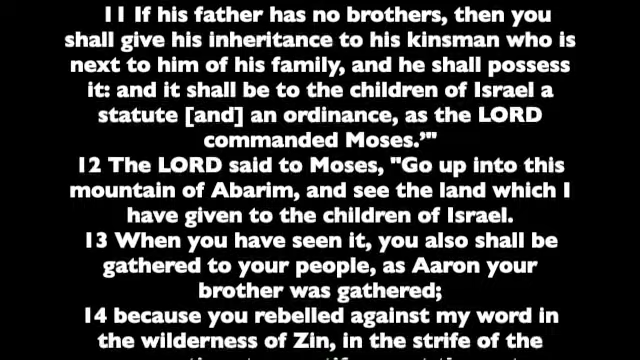 11 If his father has no brothers, then you
shall give his inheritance to his kinsman who is
next to him of his family, and he shall possess
it: and it shall be to the children of Israel a
statute [and] an ordinance, as the LORD
commanded Moses.’"
12 The LORD said to Moses, "Go up into this
mountain of Abarim, and see the land which I
have given to the children of Israel.
13 When you have seen it, you also shall be
gathered to your people, as Aaron your
brother was gathered;
14 because you rebelled against my word in
the wilderness of Zin, in the strife of the